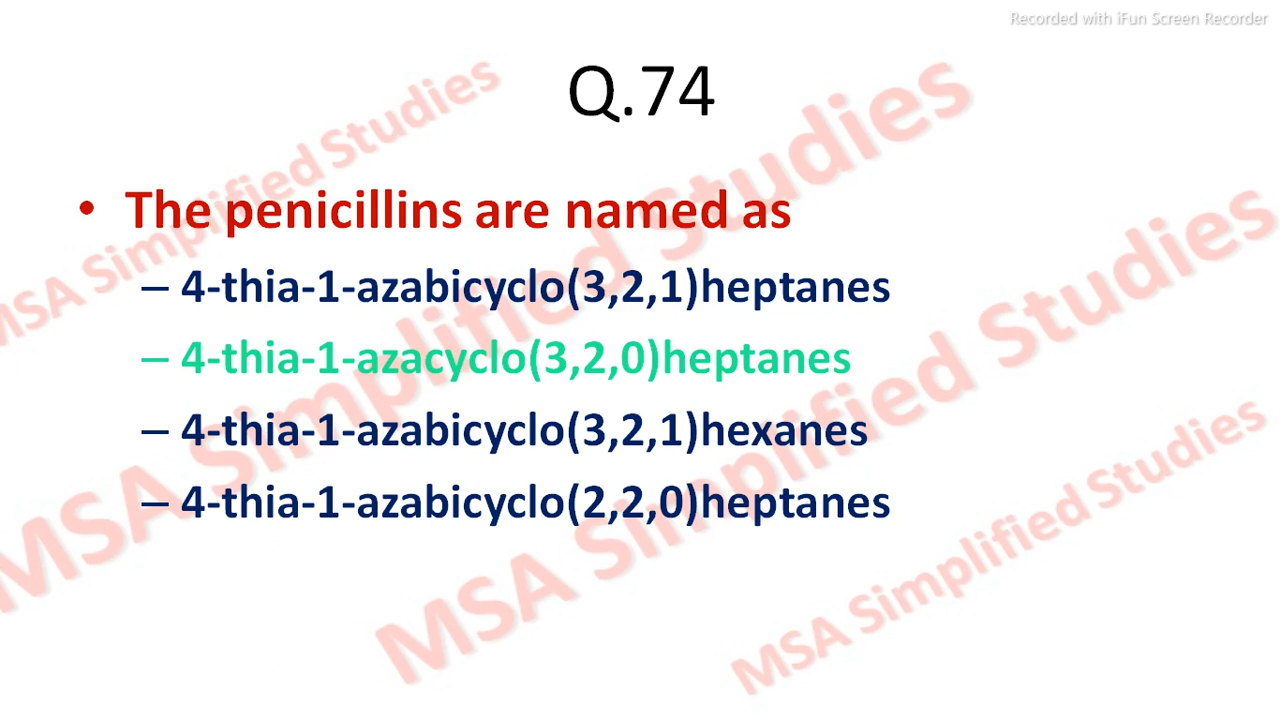 Recorded with iFun Screen Recorder
Q.74
• The penicillins are named as
– 4-thia-1-azabicyclo(3,2,1)heptanes
– 4-thia-1-azacyclo(3,2,0)heptanes
– 4-thia-1-azabicyclo(3,2,1)hexanes
– 4-thia-1-azabicyclo(2,2,0)heptanes
MSA Simplified Studies
MSA Simplified Studies
MSA Simplified Studies
MSA Simplified Studies